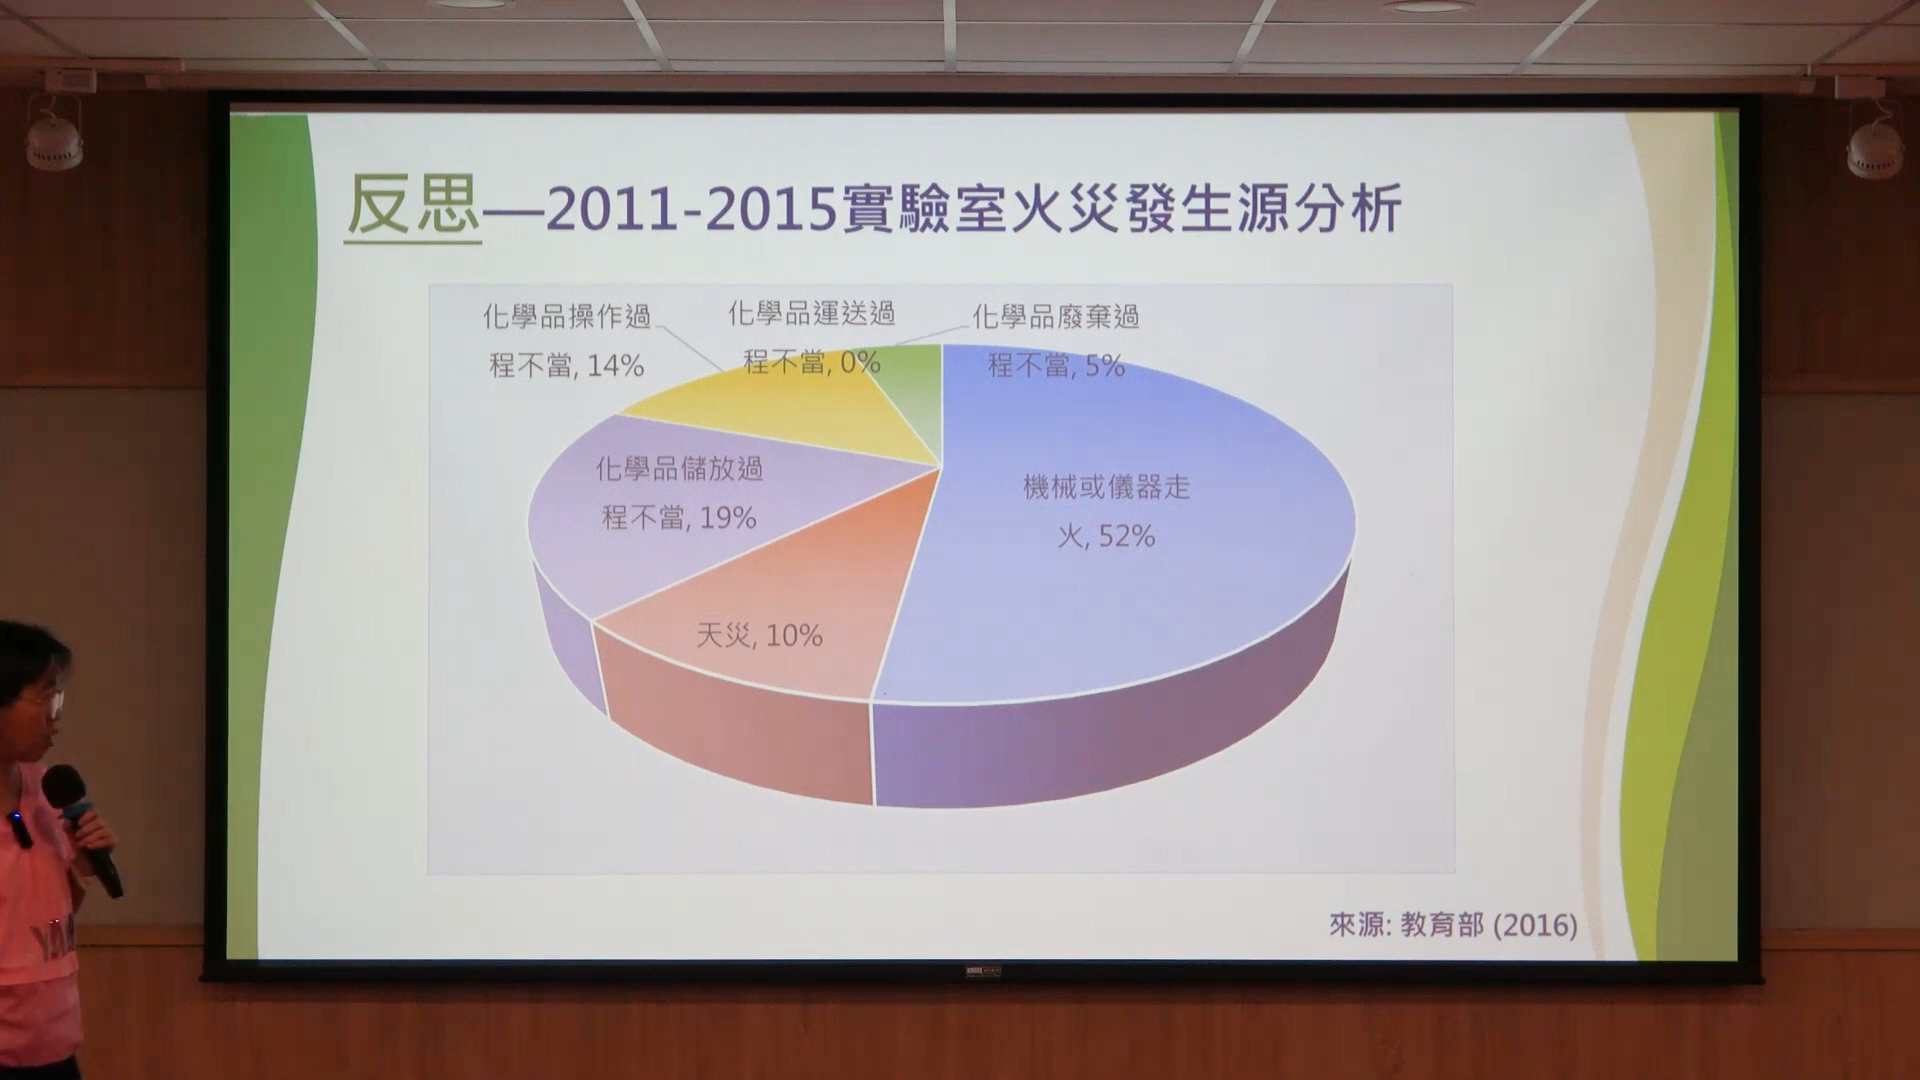 反思—2011-2015實驗室火災發生源分析
化學品操作過
程不當, 14%
化學品運送過
程不當, 0%
化學品廢棄過
程不當, 5%
化學品儲放過
程不當, 19%
機械或儀器走
火, 52%
天災, 10%
來源: 教育部 (2016)